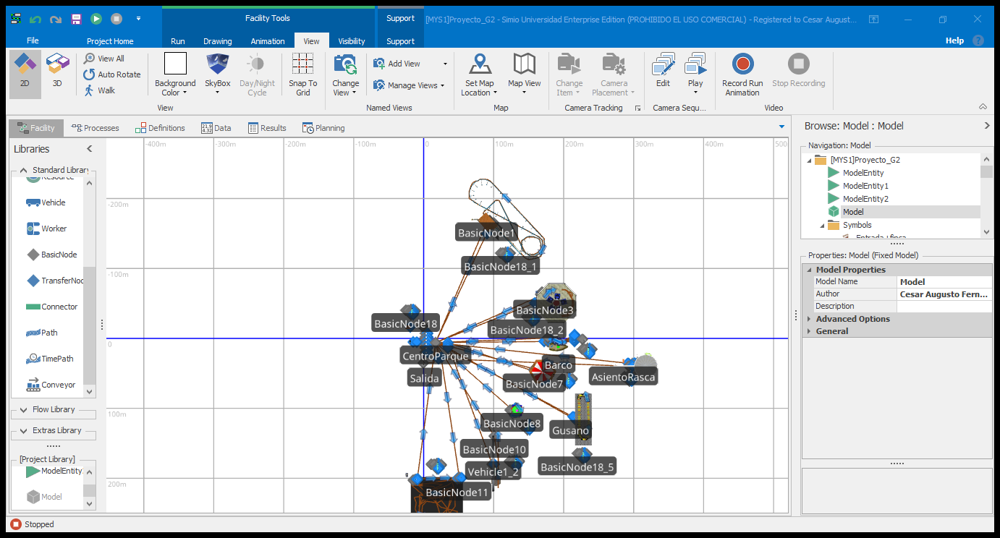 Facility Tools
Support
[MYS1]Proyecto_G2 - Simio Universidad Enterprise Edition (PROHIBIDO EL USO COMERCIAL) - Registered to Cesar August...
File
Project Home
Run
Drawing
Animation
View
Visibility
Support
Help
2D
3D
View All
Auto Rotate
Walk
Background Color
SkyBox
Day/Night Cycle
Snap To Grid
View
Change View
Add View
Manage Views
Named Views
Set Map Location
Map View
Map
Change Item
Camera Placement
Camera Tracking
Edit
Play
Camera Sequ...
Record Run Animation
Stop Recording
Video
Facility
Processes
Definitions
21.9
4.32
Data
Results
Planning
Libraries
Standard Library
Resource
Vehicle
Worker
BasicNode
TransferNod
Connector
Path
TimePath
Conveyor
Flow Library
Extras Library
[Project Library]
ModelEntity
Model
-400m
-300m
-200m
-100m
0
100m
200m
300m
400m
500
-200m
-100m
0
100m
200m
BasicNode1
BasicNode18_1
BasicNode3
BasicNode18
BasicNode18_2
CentroParque
Barco
Salida
BasicNode7
AsientoRasca
BasicNode8
Gusano
BasicNode10
Vehicle1_2
BasicNode18_5
BasicNode11
Browse: Model : Model
Navigation: Model
[MYS1]Proyecto_G2
ModelEntity
ModelEntity1
ModelEntity2
Model
Symbols
Entrada+finca
Properties: Model (Fixed Model)
Model Properties
Model Name
Model
Author
Cesar Augusto Fern...
Description
Advanced Options
General
Stopped